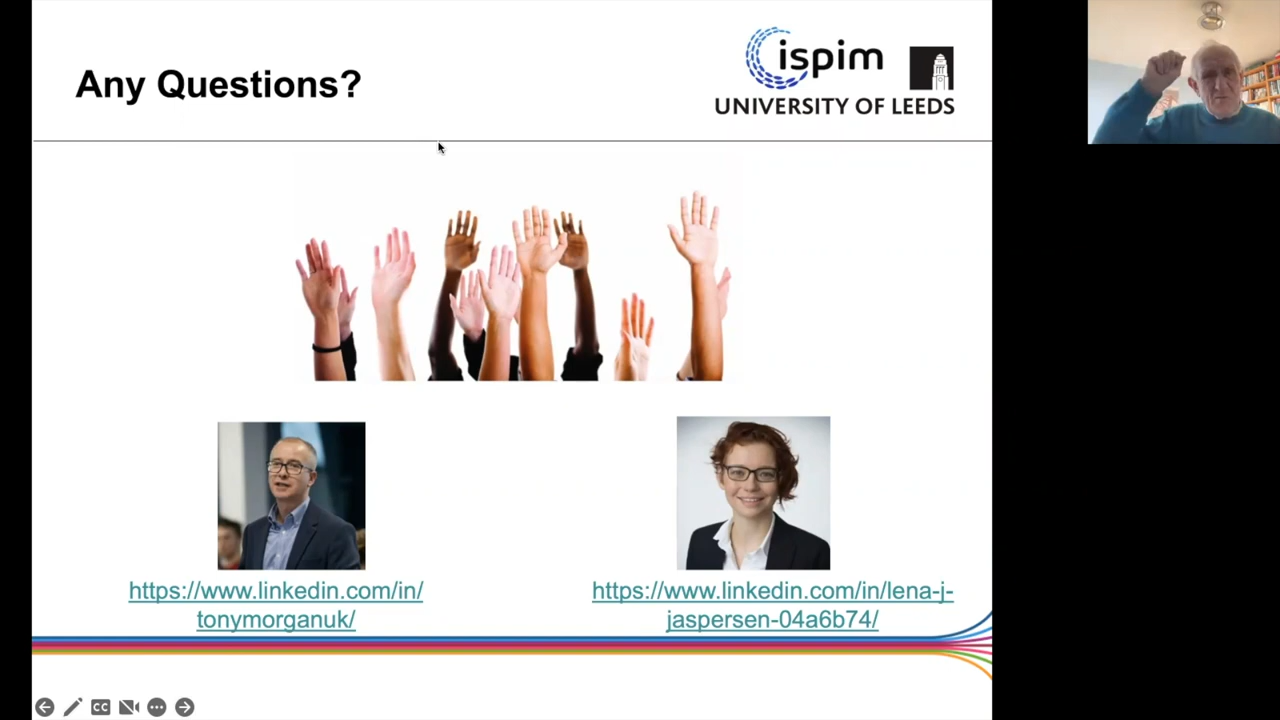 Any Questions?
ispim
UNIVERSITY OF LEEDS
https://www.linkedin.com/in/
tonymorganuk/
https://www.linkedin.com/in/lena-j-
jaspersen-04a6b74/
CC